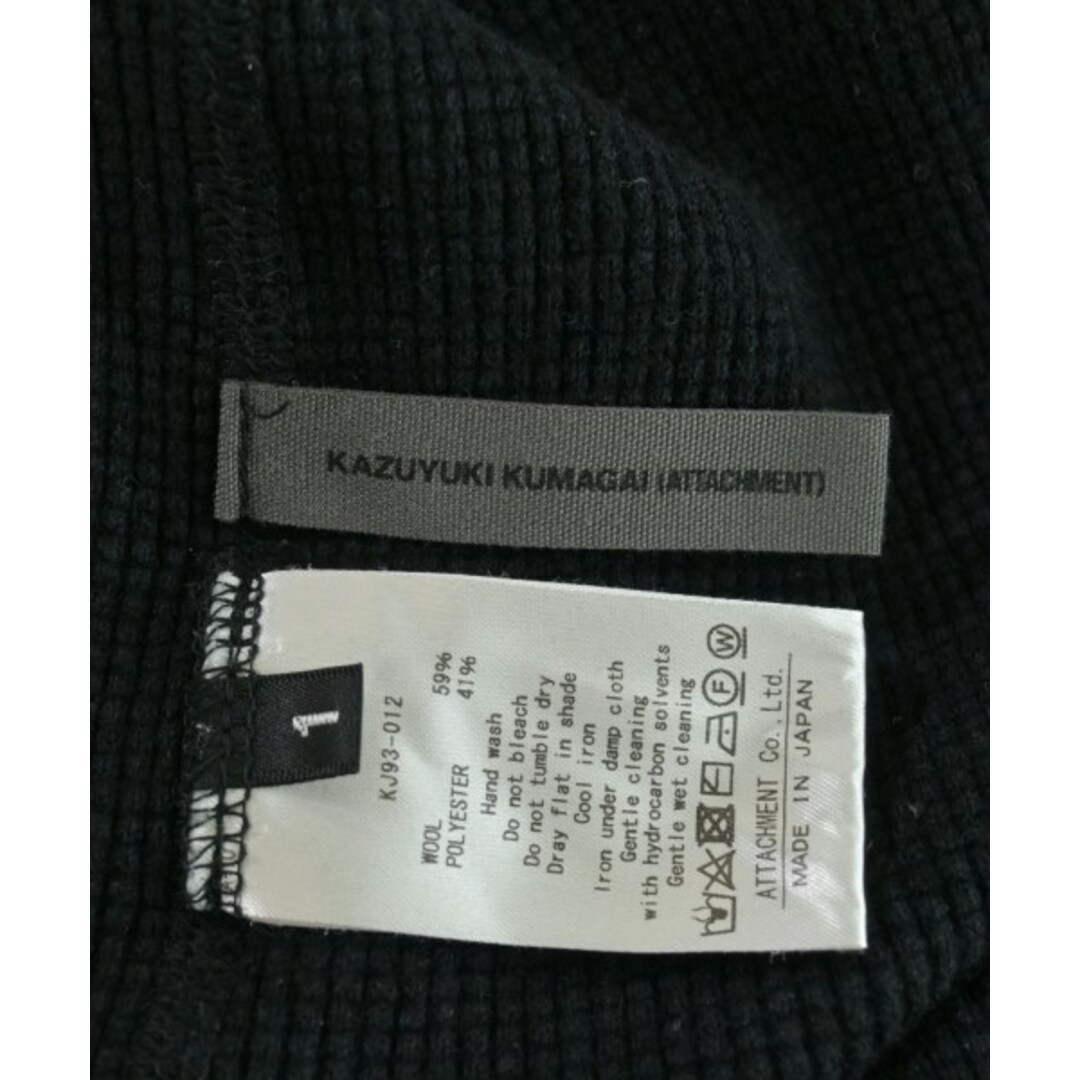 KAZUYUKI KUMAGAI (ATTACHMENT)
1
KJ93-012
WOOL 59%
POLYESTER 41%
Hand wash
Do not bleach
Do not tumble dry
Dray flat in shade
Cool iron
Iron under damp cloth
Gentle cleaning
with hydrocarbon solvents
Gentle wet cleaning
F W
ATTACHMENT Co., Ltd.
MADE IN JAPAN